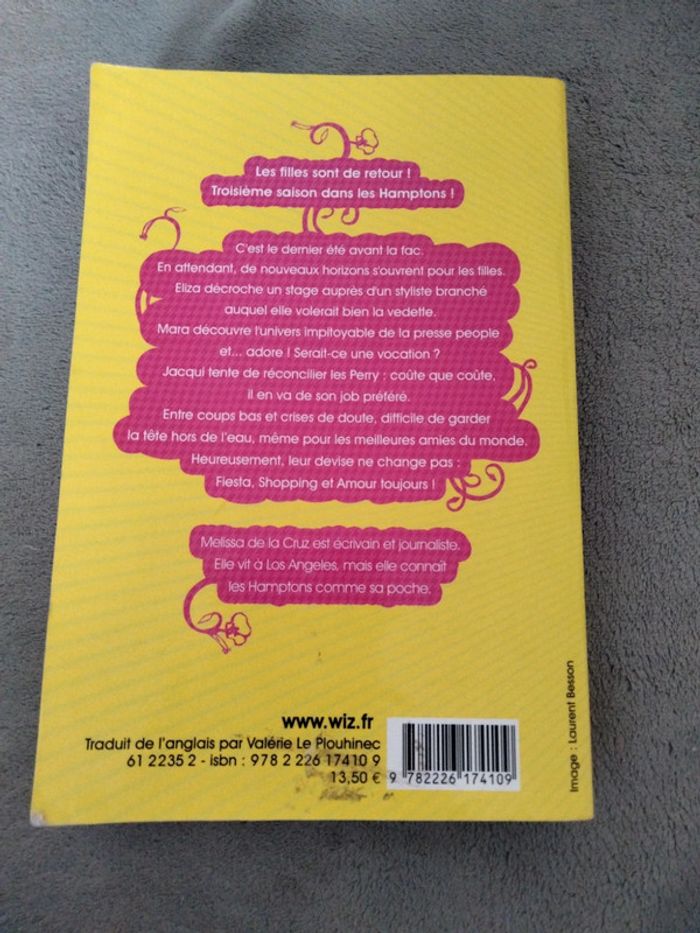 Les filles sont de retour !
Troisième saison dans les Hamptons !
C'est le dernier été avant la fac.
En attendant, de nouveaux horizons s'ouvrent pour les filles.
Eliza décroche un stage auprès d'un styliste branché
auquel elle volerait bien la vedette.
Mara découvre l'univers impitoyable de la presse people
et... adore ! Serait-ce une vocation ?
Jacqui tente de réconcilier les Perry : coûte que coûte,
il en va de son job préféré.
Entre coups bas et crises de doute, difficile de garder
la tête hors de l'eau, même pour les meilleures amies du monde.
Heureusement, leur devise ne change pas :
Fiesta, Shopping et Amour toujours !
Melissa de la Cruz est écrivain et journaliste.
Elle vit à Los Angeles, mais elle connaît
les Hamptons comme sa poche.
www.wiz.fr
Traduit de l'anglais par Valérie Le Plouhinec
61 2235 2 - isbn : 978 2 226 17410 9
13,50 €
9 782226 174109
Image : Laurent Besson